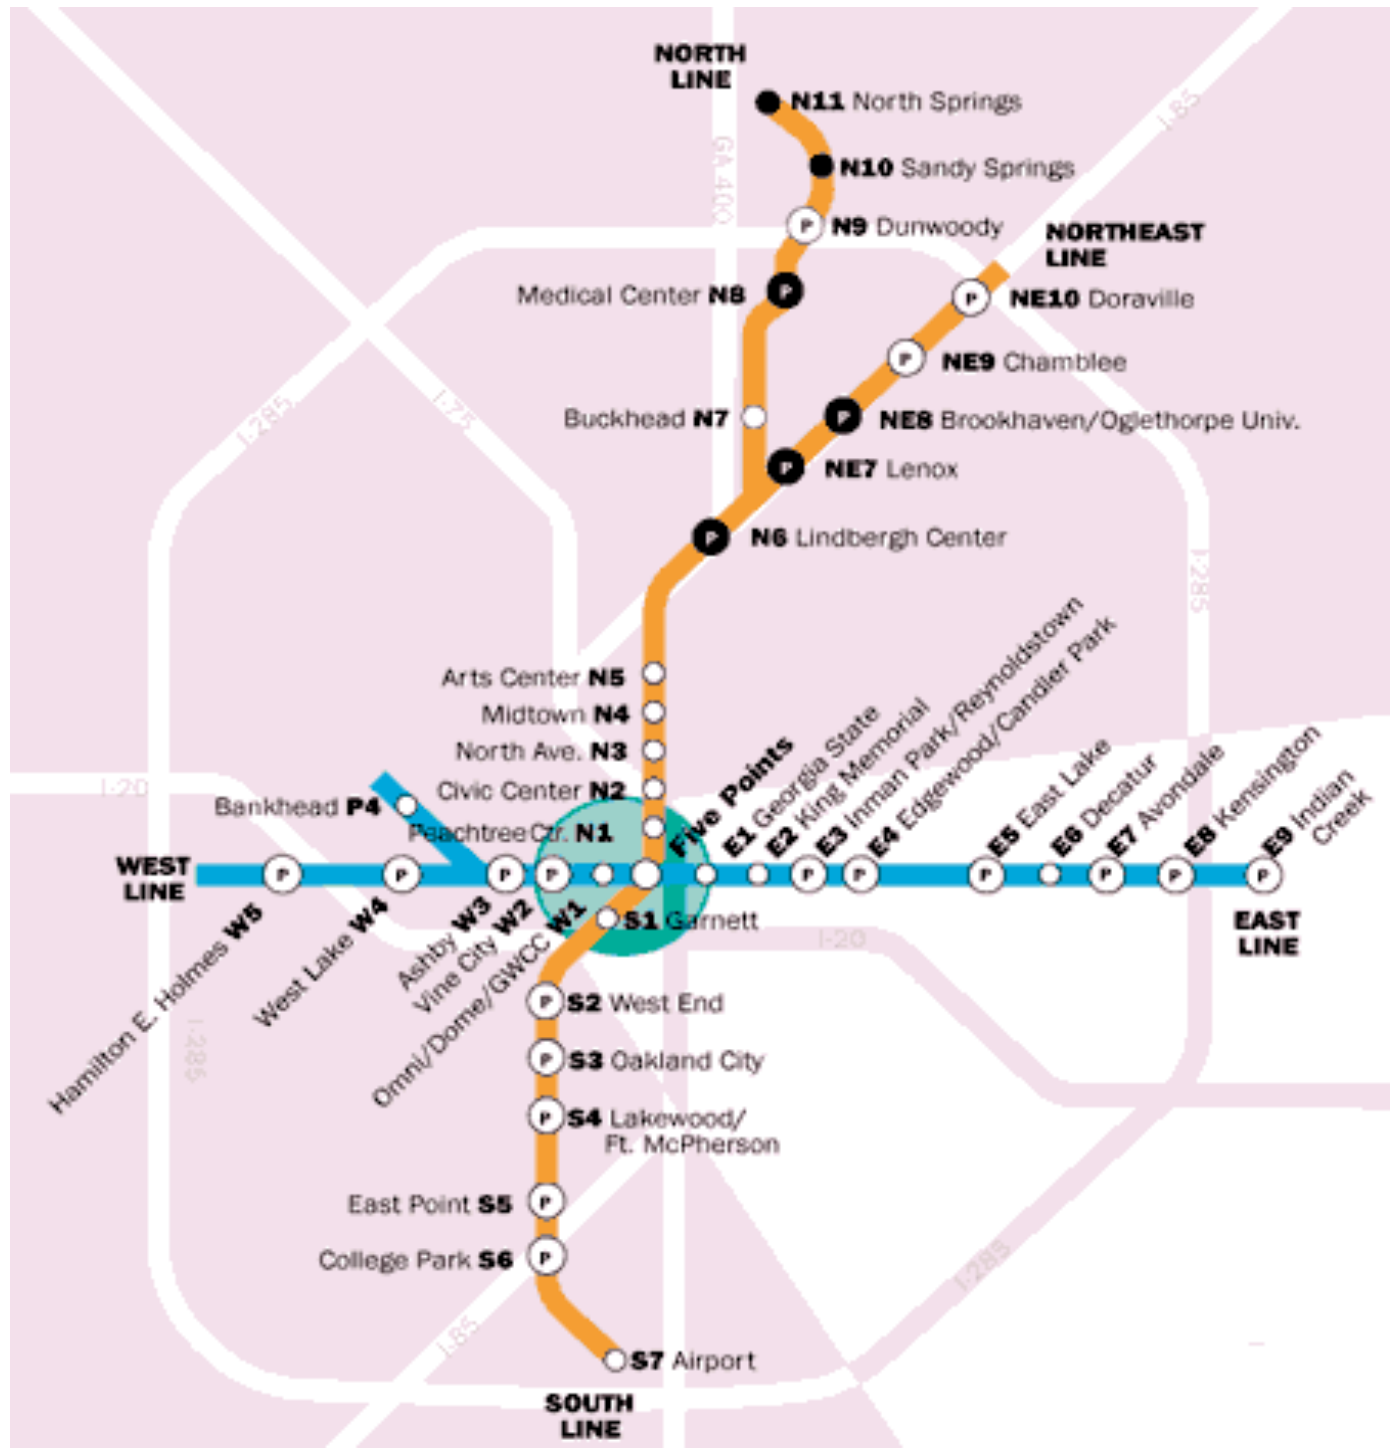 NORTH
LINE
N11 North Springs
I-85
GA 400
N10 Sandy Springs
N9 Dunwoody
NORTHEAST
LINE
Medical Center N8
NE10 Doraville
NE9 Chamblee
I-285
I-75
Buckhead N7
NE8 Brookhaven/Oglethorpe Univ.
NE7 Lenox
N6 Lindbergh Center
I-285
Arts Center N5
Midtown N4
North Ave. N3
Civic Center N2
I-20
Bankhead P4
Peachtree Ctr. N1
Five Points
E1 Georgia State
E2 King Memorial
E3 Inman Park/Reynoldstown
E4 Edgewood/Candler Park
E5 East Lake
E6 Decatur
E7 Avondale
E8 Kensington
E9 Indian
Creek
WEST
LINE
P
P
P
P
P
P
P
P
P
P
EAST
LINE
Hamilton E. Holmes W5
West Lake W4
Ashby W3
Vine City W2
Omni/Dome/GWCC W1
S1 Garnett
I-20
P S2 West End
I-285
P S3 Oakland City
P S4 Lakewood/
Ft. McPherson
East Point S5 P
College Park S6 P
I-285
I-85
S7 Airport
SOUTH
LINE